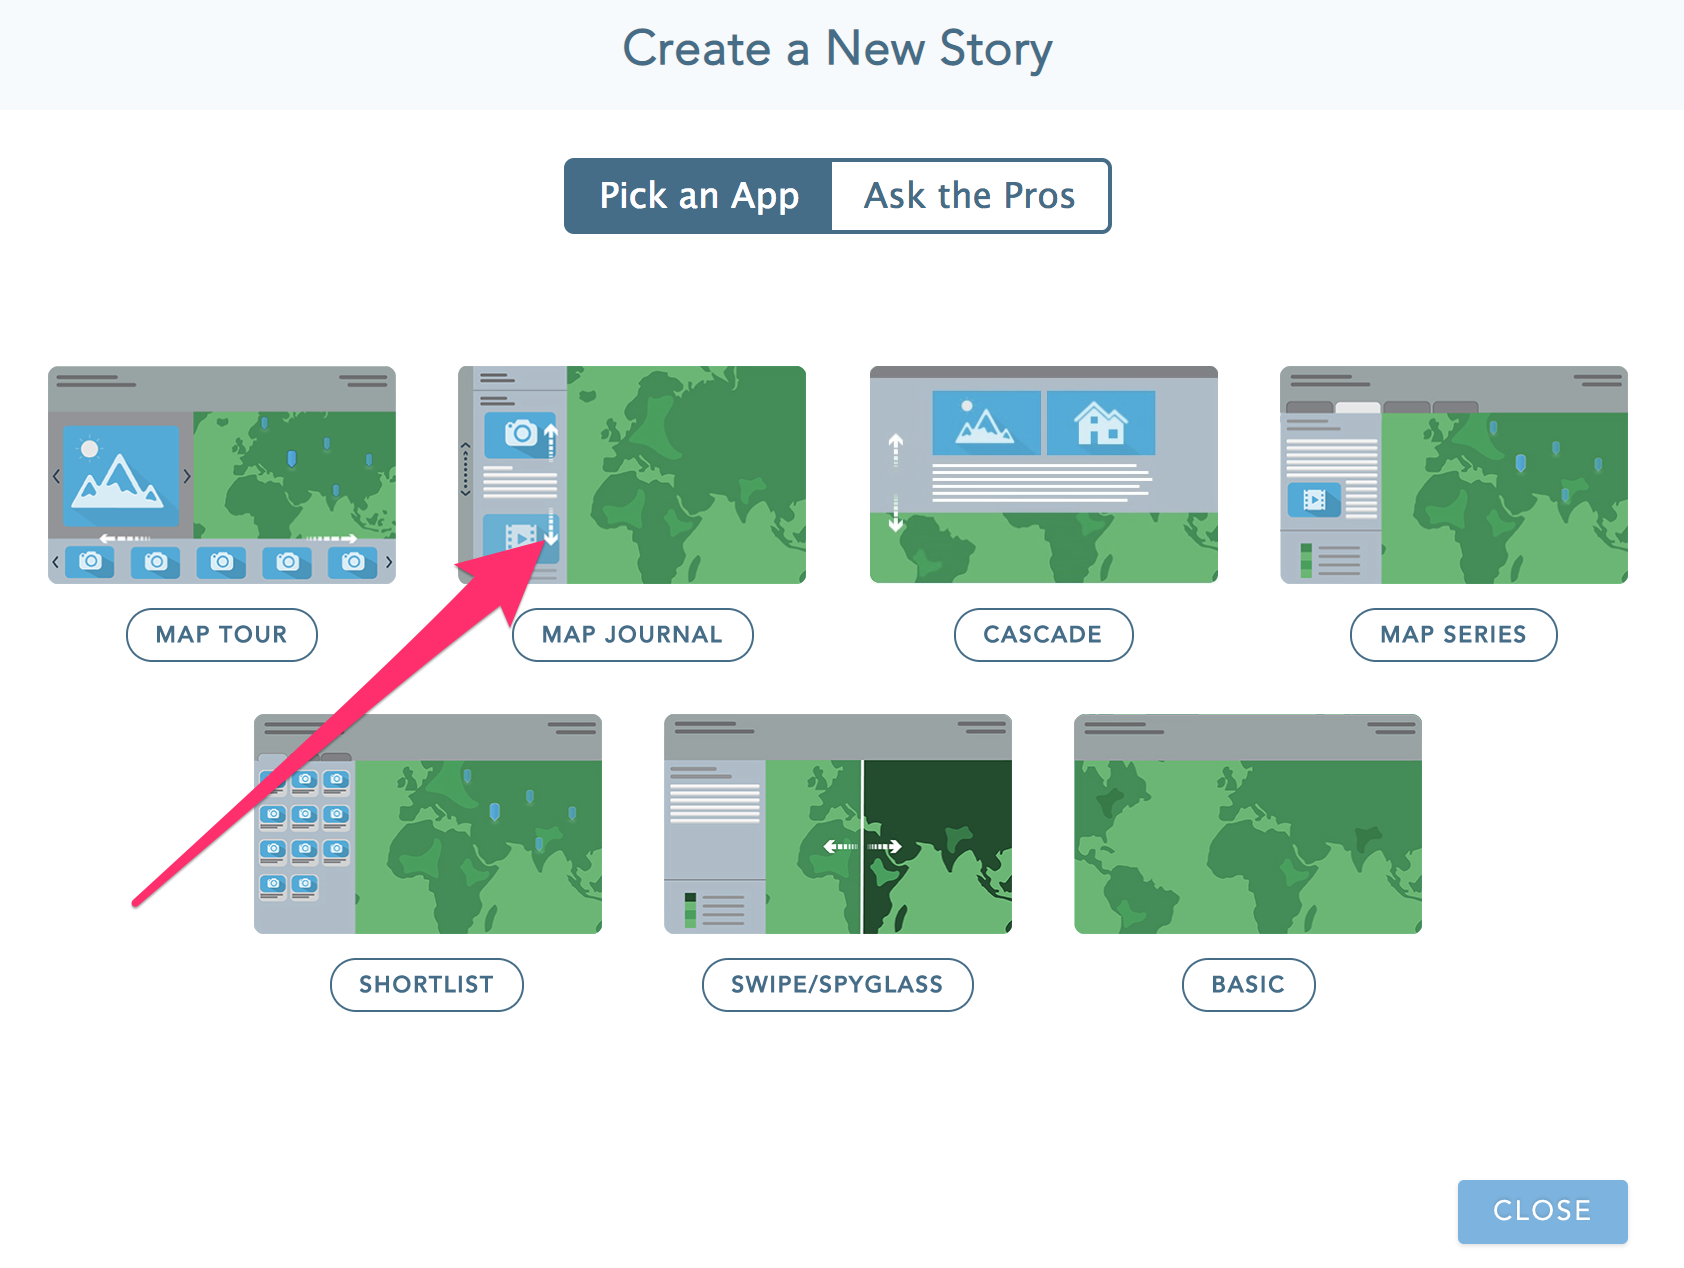 Create a New Story
Pick an App
Ask the Pros
MAP TOUR
MAP JOURNAL
CASCADE
MAP SERIES
SHORTLIST
SWIPE/SPYGLASS
BASIC
CLOSE